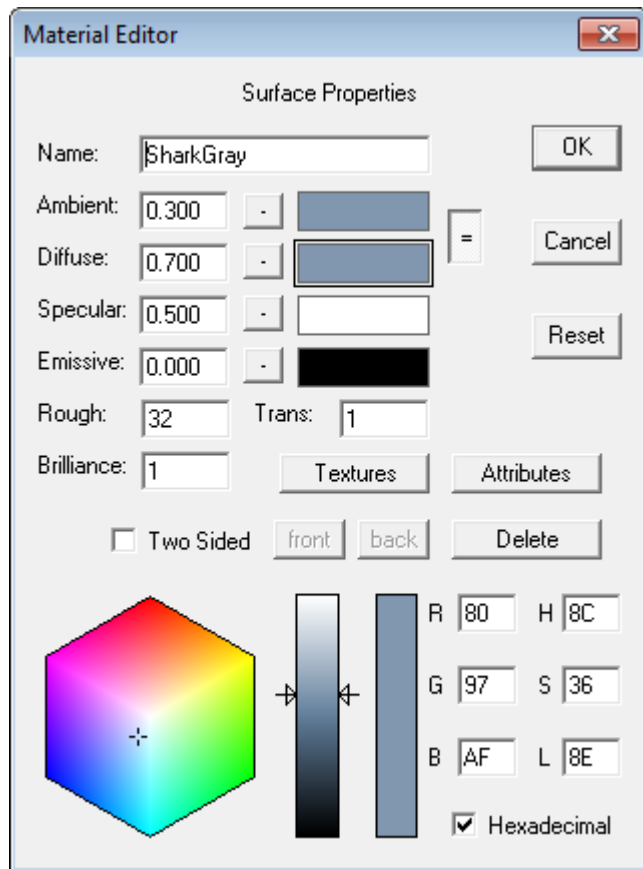 Material Editor
Surface Properties
Name: SharkGray OK
Ambient: 0.300 - =
Diffuse: 0.700 - Cancel
Specular: 0.500 -
Emissive: 0.000 - Reset
Rough: 32 Trans: 1
Brilliance: 1 Textures Attributes
Two Sided front back Delete
R 80 H 8C
G 97 S 36
B AF L 8E
Hexadecimal